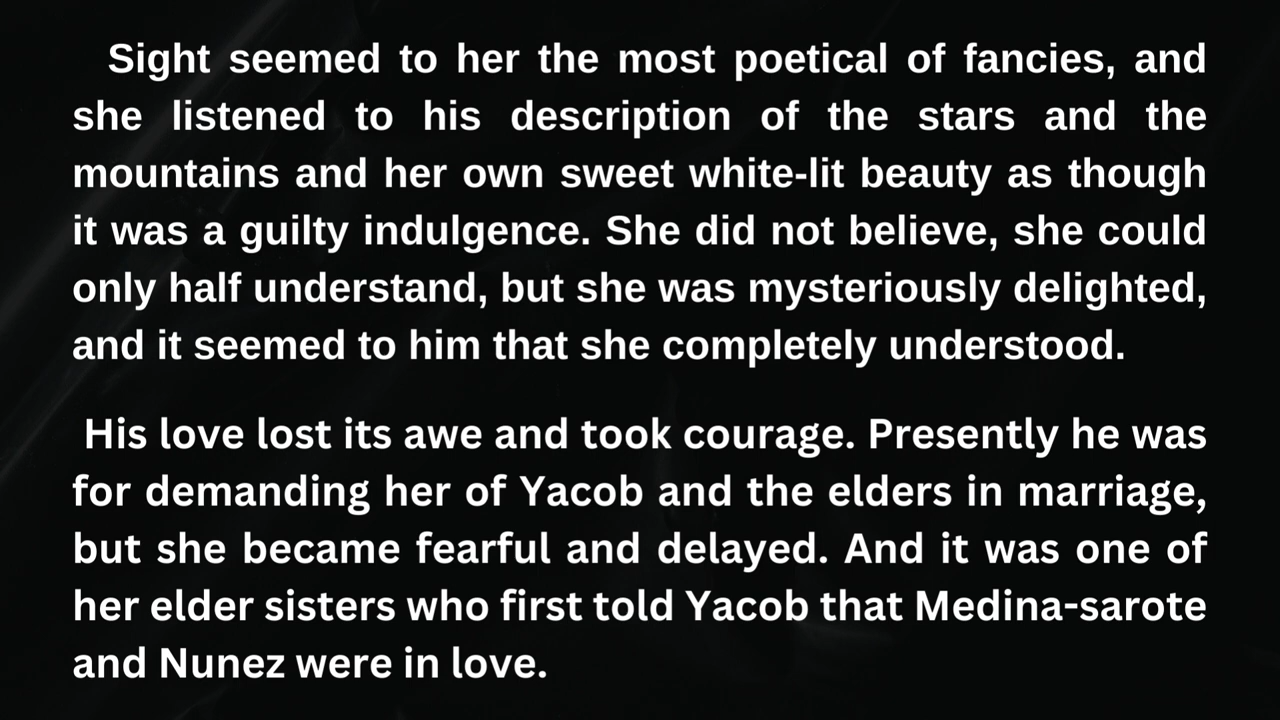 Sight seemed to her the most poetical of fancies, and
she listened to his description of the stars and the
mountains and her own sweet white-lit beauty as though
it was a guilty indulgence. She did not believe, she could
only half understand, but she was mysteriously delighted,
and it seemed to him that she completely understood.
His love lost its awe and took courage. Presently he was
for demanding her of Yacob and the elders in marriage,
but she became fearful and delayed. And it was one of
her elder sisters who first told Yacob that Medina-sarote
and Nunez were in love.